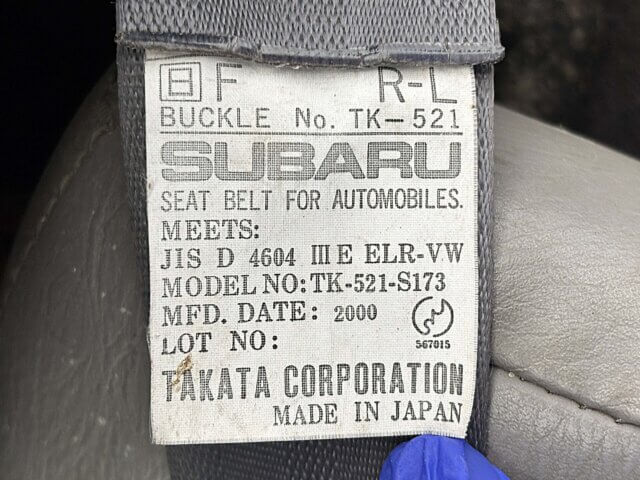 日 F R-L
BUCKLE No. TK-521
SUBARU
SEAT BELT FOR AUTOMOBILES.
MEETS:
JIS D 4604 III E ELR-VW
MODEL NO: TK-521-S173
MFD. DATE: 2000
LOT NO:
567015
TAKATA CORPORATION
MADE IN JAPAN